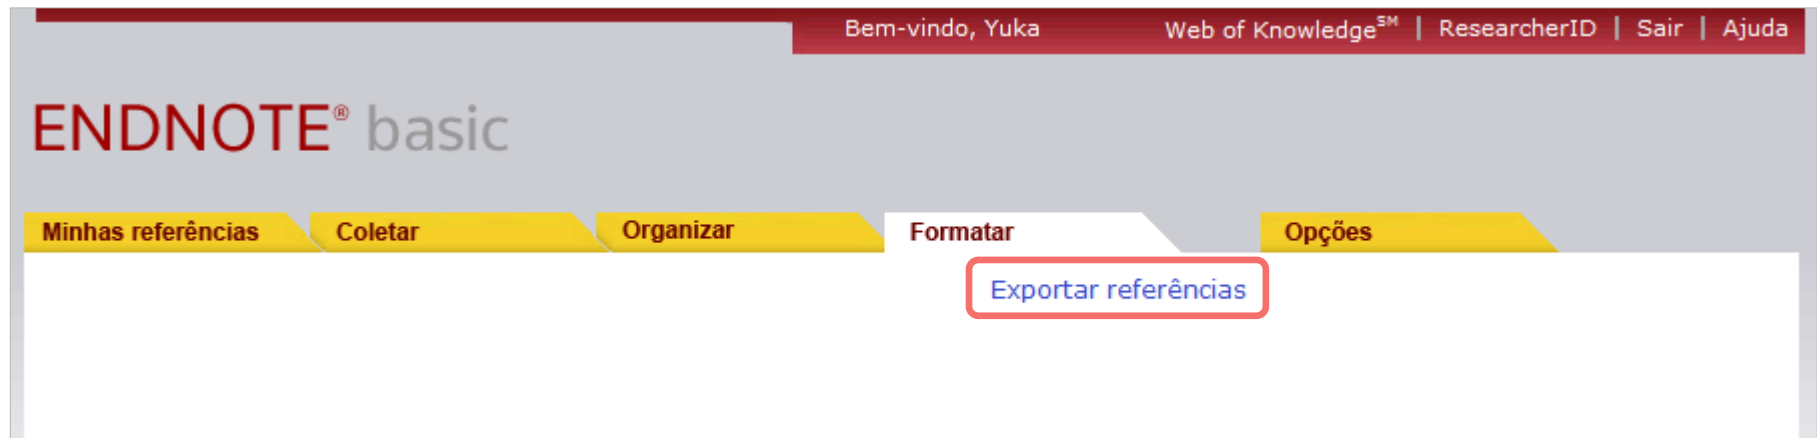 Bem-vindo, Yuka Web of Knowledge℠ | ResearcherID | Sair | Ajuda
ENDNOTE® basic
Minhas referências Coletar Organizar Formatar Opções
Exportar referências